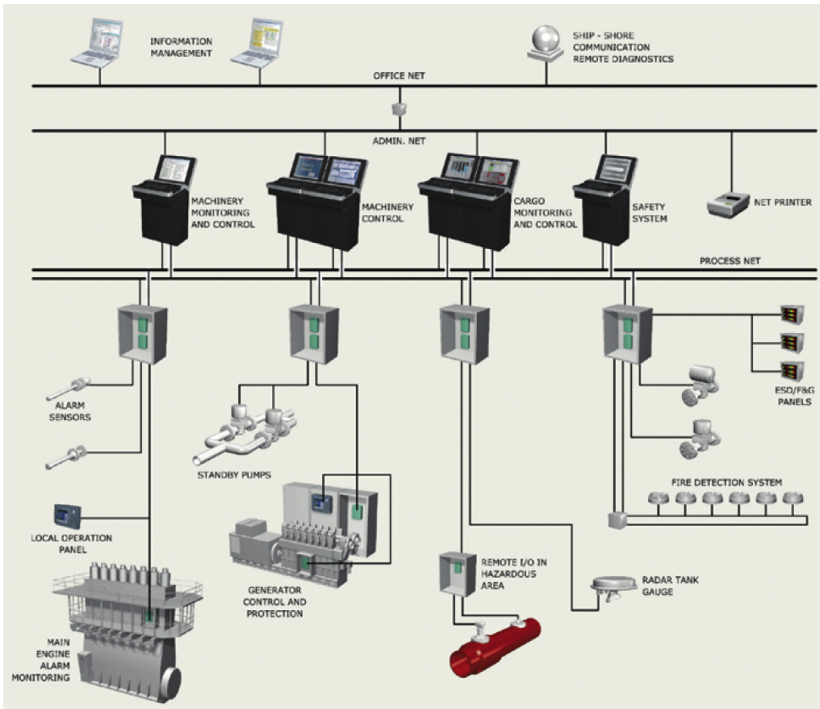 INFORMATION
MANAGEMENT
SHIP - SHORE
COMMUNICATION
REMOTE DIAGNOSTICS
OFFICE NET
ADMIN. NET
MACHINERY
MONITORING
AND CONTROL
MACHINERY
CONTROL
CARGO
MONITORING
AND CONTROL
SAFETY
SYSTEM
NET PRINTER
PROCESS NET
ALARM
SENSORS
STANDBY PUMPS
ESD/F&G
PANELS
FIRE DETECTION SYSTEM
LOCAL OPERATION
PANEL
GENERATOR
CONTROL AND
PROTECTION
REMOTE I/O IN
HAZARDOUS
AREA
RADAR TANK
GAUGE
MAIN
ENGINE
ALARM
MONITORING